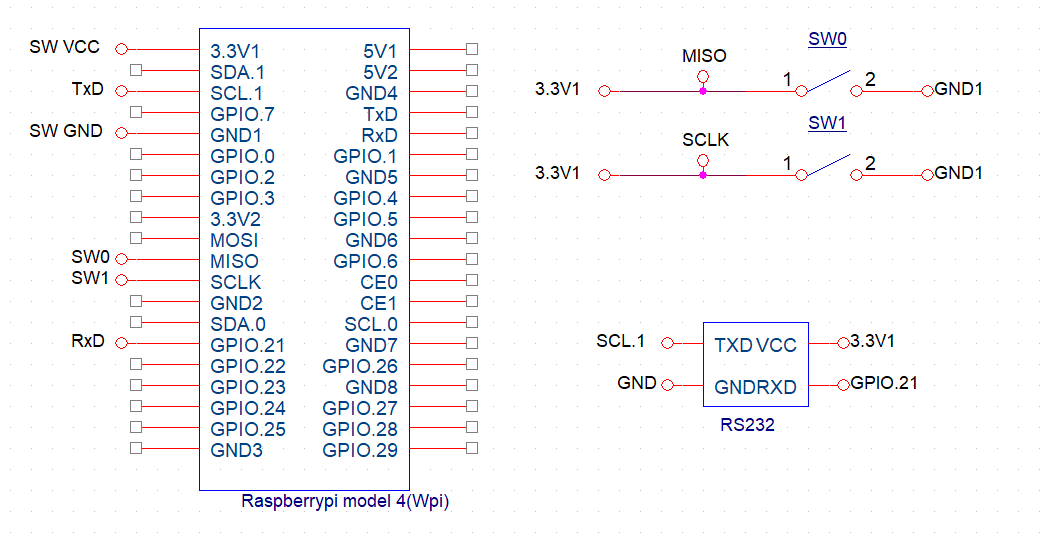 SW VCC
TxD
SW GND
SW0
SW1
RxD
3.3V1 5V1
SDA.1 5V2
SCL.1 GND4
GPIO.7 TxD
GND1 RxD
GPIO.0 GPIO.1
GPIO.2 GND5
GPIO.3 GPIO.4
3.3V2 GPIO.5
MOSI GND6
MISO GPIO.6
SCLK CE0
GND2 CE1
SDA.0 SCL.0
GPIO.21 GND7
GPIO.22 GPIO.26
GPIO.23 GND8
GPIO.24 GPIO.27
GPIO.25 GPIO.28
GND3 GPIO.29
Raspberrypi model 4(Wpi)
SW0
MISO
3.3V1 1 2 GND1
SW1
SCLK
3.3V1 1 2 GND1
SCL.1 TXD VCC 3.3V1
GND GNDRXD GPIO.21
RS232